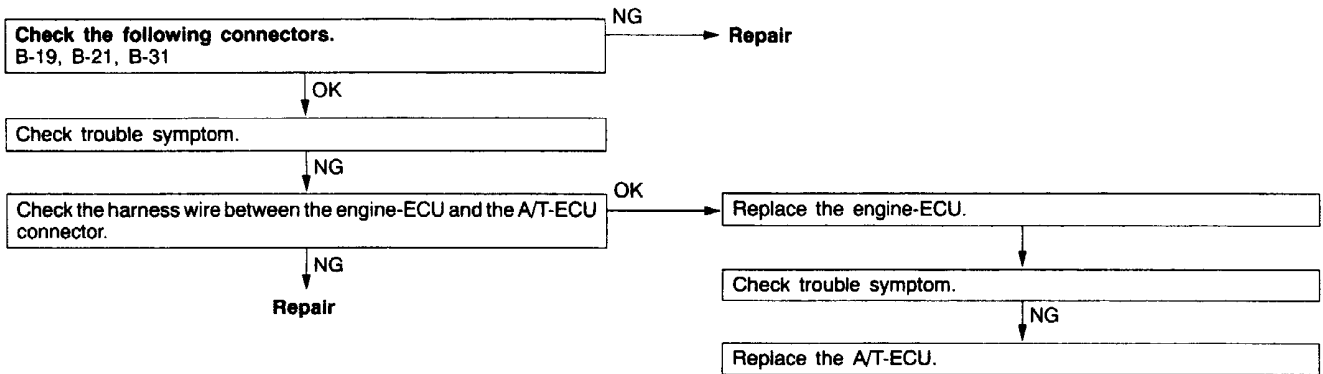 Check the following connectors.
B-19, B-21, B-31
NG
Repair
OK
Check trouble symptom.
NG
Check the harness wire between the engine-ECU and the A/T-ECU
connector.
OK
Replace the engine-ECU.
NG
Repair
Check trouble symptom.
NG
Replace the A/T-ECU.